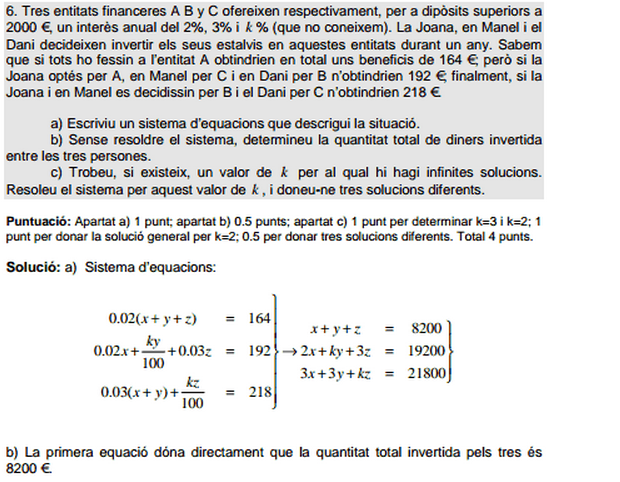 6. Tres entitats financeres A B y C ofereixen respectivament, per a dipòsits superiors a
2000 €, un interès anual del 2%, 3% i k % (que no coneixem). La Joana, en Manel i el
Dani decideixen invertir els seus estalvis en aquestes entitats durant un any. Sabem
que si tots ho fessin a l'entitat A obtindrien en total uns beneficis de 164 €; però si la
Joana optés per A, en Manel per C i en Dani per B n'obtindrien 192 €; finalment, si la
Joana i en Manel es decidissin per B i el Dani per C n'obtindrien 218 €.
a) Escriviu un sistema d'equacions que descrigui la situació.
b) Sense resoldre el sistema, determineu la quantitat total de diners invertida
entre les tres persones.
c) Trobeu, si existeix, un valor de k per al qual hi hagi infinites solucions.
Resoleu el sistema per aquest valor de k, i doneu-ne tres solucions diferents.
Puntuació: Apartat a) 1 punt; apartat b) 0.5 punts; apartat c) 1 punt per determinar k=3 i k=2; 1
punt per donar la solució general per k=2; 0.5 per donar tres solucions diferents. Total 4 punts.
Solució: a) Sistema d'equacions:
0.02(x + y + z) = 164
0.02x + ky/100 + 0.03z = 192
0.03(x + y) + kz/100 = 218
→
x + y + z = 8200
2x + ky + 3z = 19200
3x + 3y + kz = 21800
b) La primera equació dóna directament que la quantitat total invertida pels tres és
8200 €.